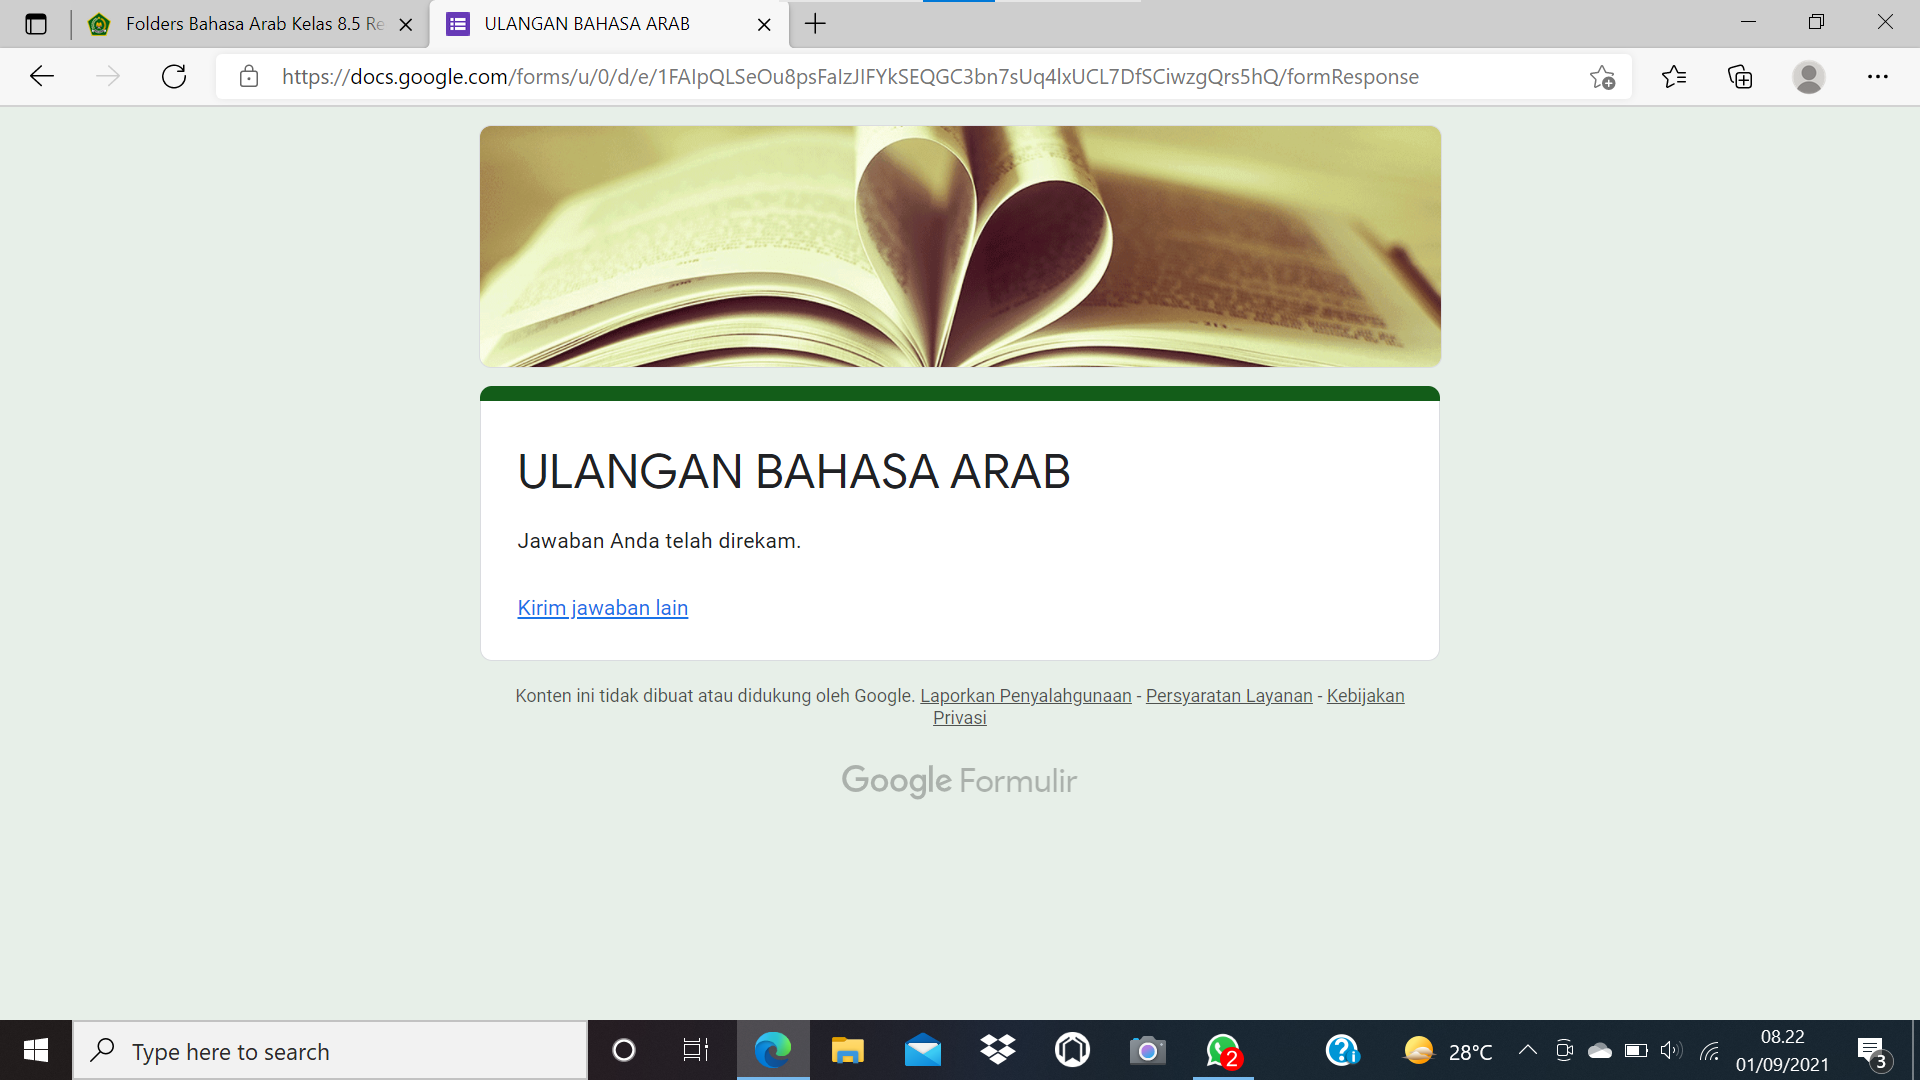 Folders Bahasa Arab Kelas 8.5 Re
ULANGAN BAHASA ARAB
https://docs.google.com/forms/u/0/d/e/1FAIpQLSeOu8psFaIzJIFYkSEQGC3bn7sUq4lxUCL7DfSCiwzgQrs5hQ/formResponse
ULANGAN BAHASA ARAB
Jawaban Anda telah direkam.
Kirim jawaban lain
Konten ini tidak dibuat atau didukung oleh Google. Laporkan Penyalahgunaan - Persyaratan Layanan - Kebijakan
Privasi
Google Formulir
Type here to search
2
28°C
08.22
01/09/2021
3